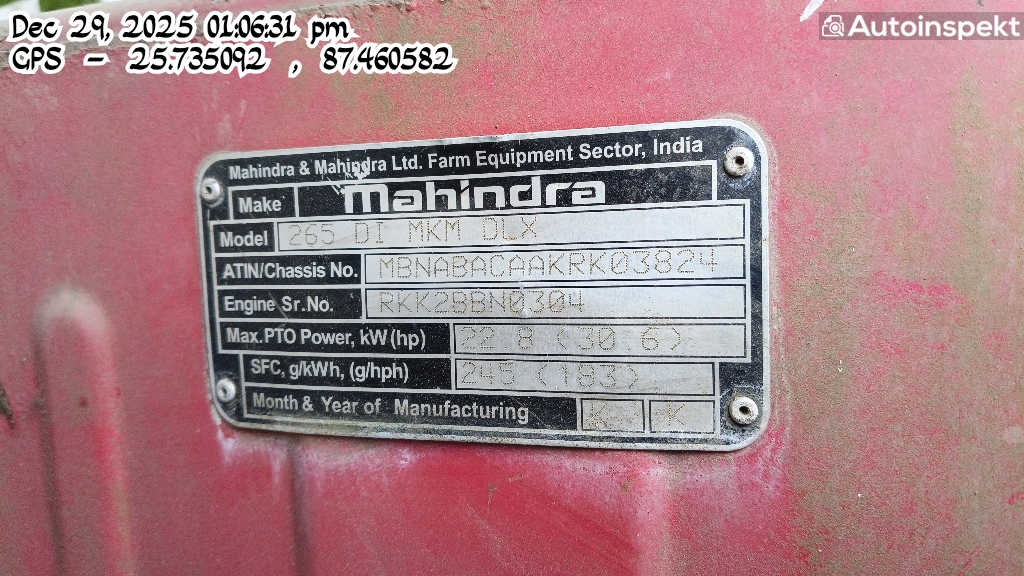 Dec 29, 2025 01:06:31 pm
GPS - 25.735092 , 87.460582
Autoinspekt
Mahindra & Mahindra Ltd. Farm Equipment Sector, India
Make Mahindra
Model 265 DI MKM DLX
ATIN/Chassis No. MBNABACAAKRK03824
Engine Sr.No. RKK2BBN0304
Max.PTO Power, kW(hp) 22.8 (30.6)
SFC, g/kWh, (g/hph) 245 (183)
Month & Year of Manufacturing K K